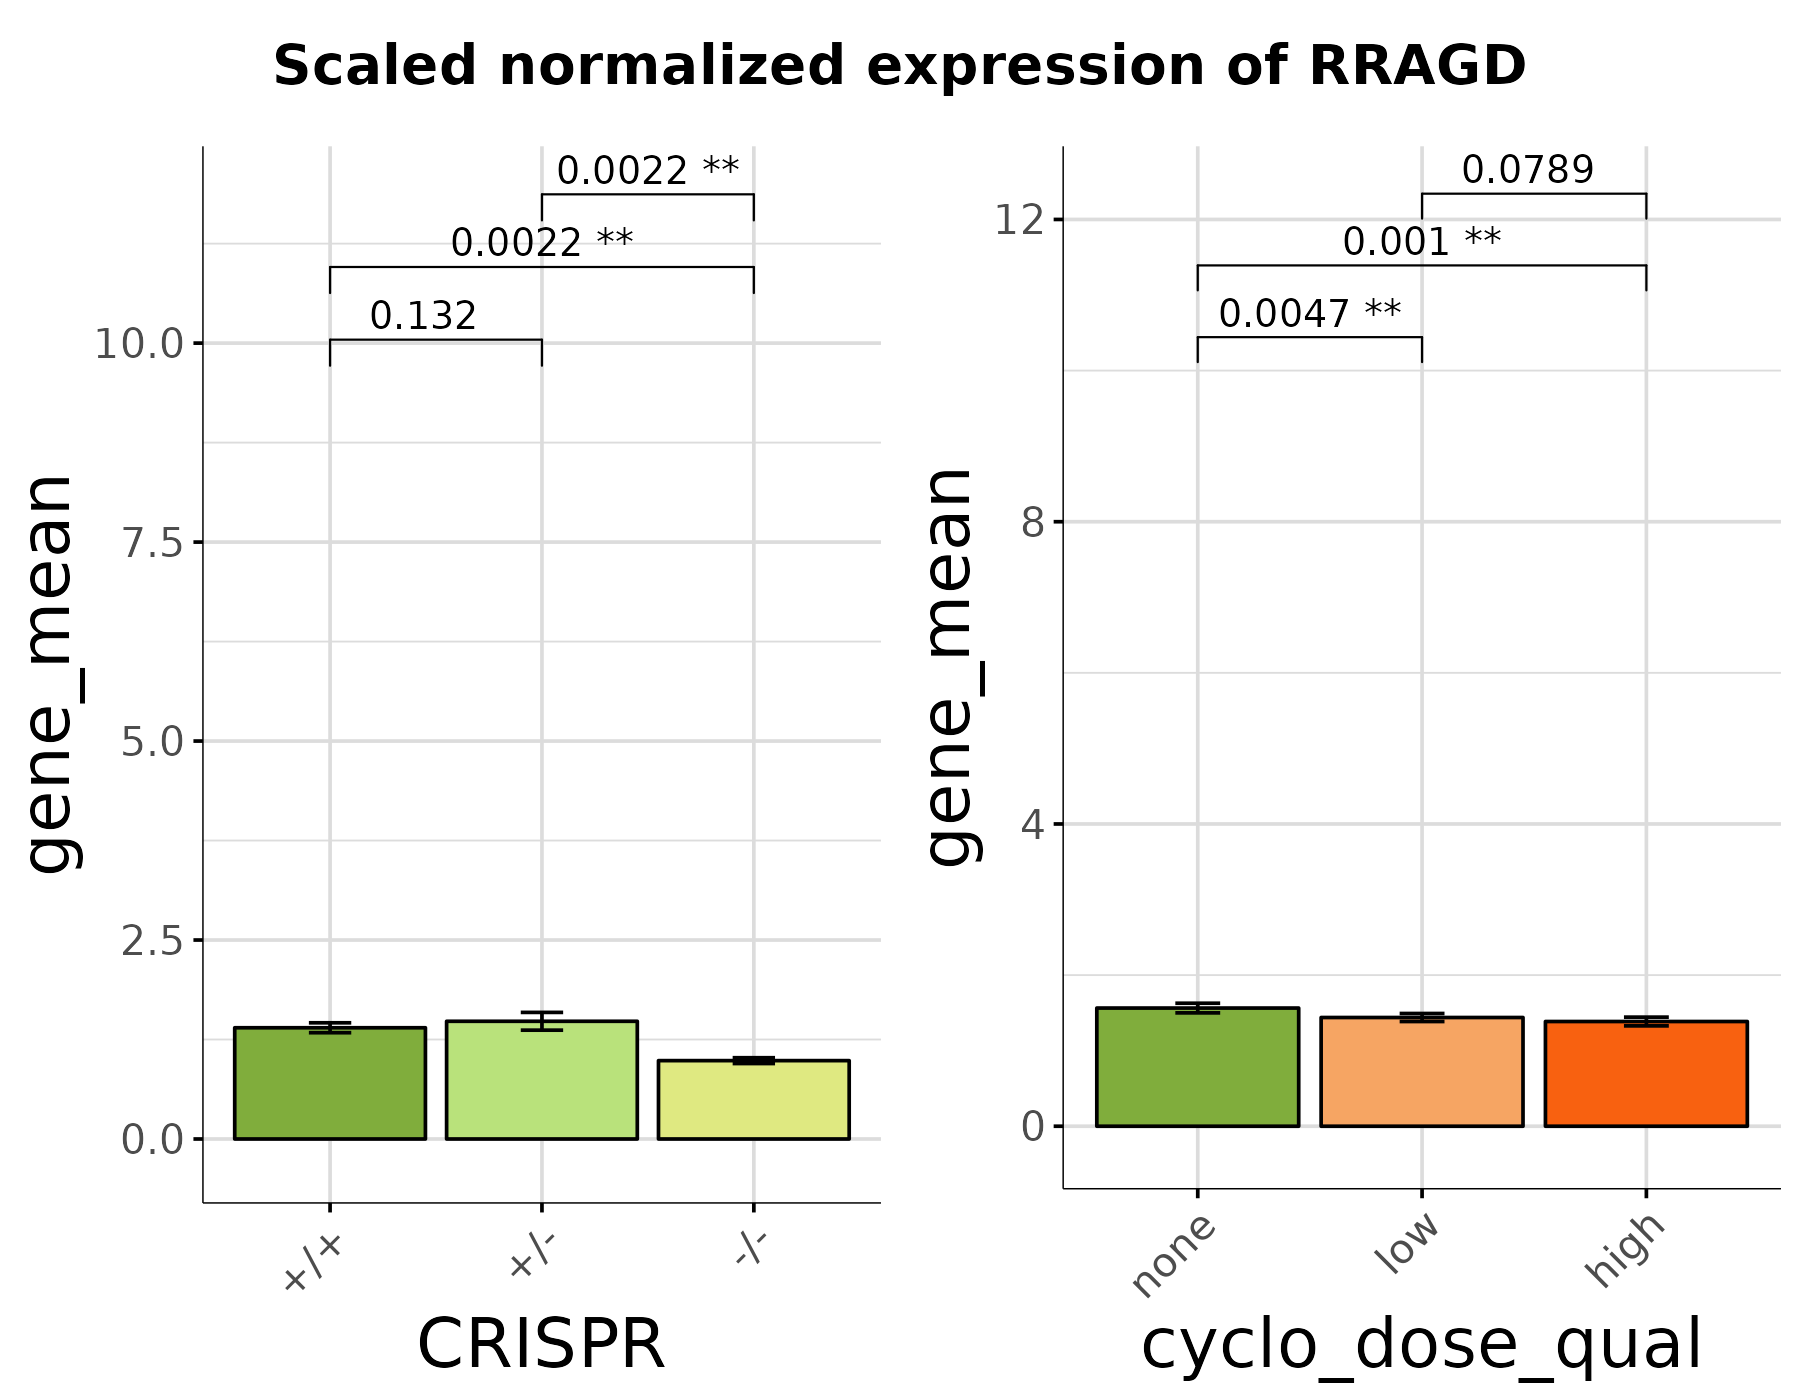 Scaled normalized expression of RRAGD
0.0022 **
0.0022 **
0.132
10.0
7.5
5.0
2.5
0.0
gene_mean
+/+
+/-
-/-
CRISPR
0.0789
0.001 **
0.0047 **
12
8
4
0
gene_mean
none
low
high
cyclo_dose_qual